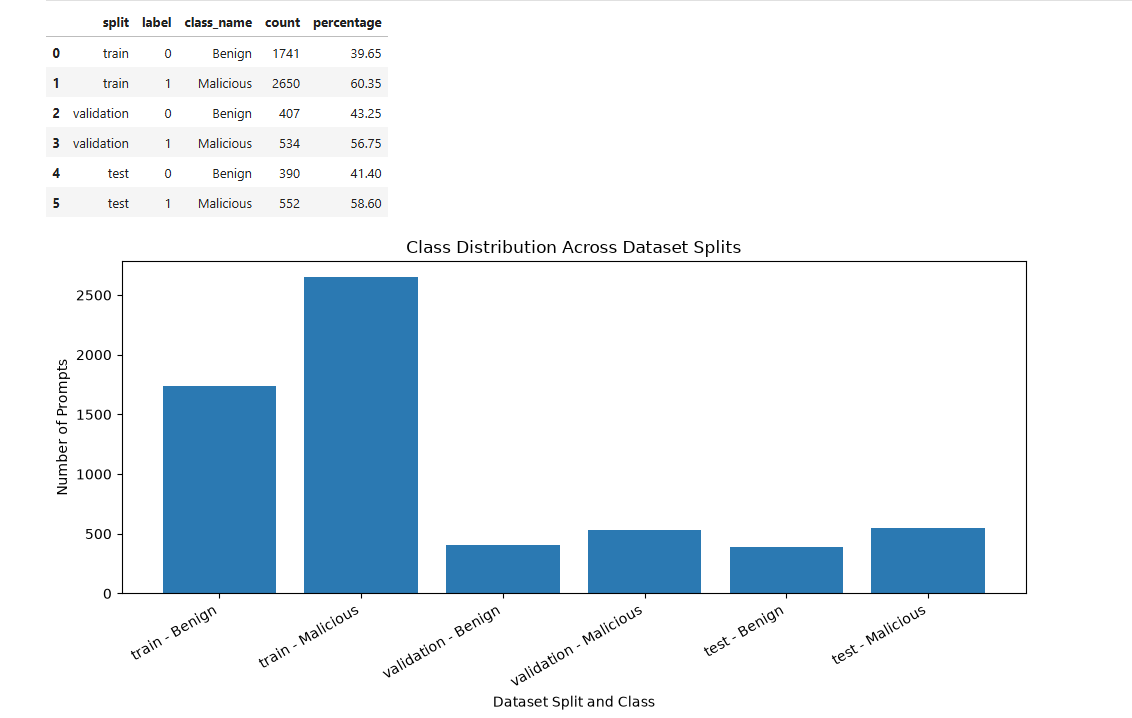 split label class_name count percentage
0 train 0 Benign 1741 39.65
1 train 1 Malicious 2650 60.35
2 validation 0 Benign 407 43.25
3 validation 1 Malicious 534 56.75
4 test 0 Benign 390 41.40
5 test 1 Malicious 552 58.60
Class Distribution Across Dataset Splits
Number of Prompts
2500
2000
1500
1000
500
0
train - Benign
train - Malicious
validation - Benign
validation - Malicious
test - Benign
test - Malicious
Dataset Split and Class